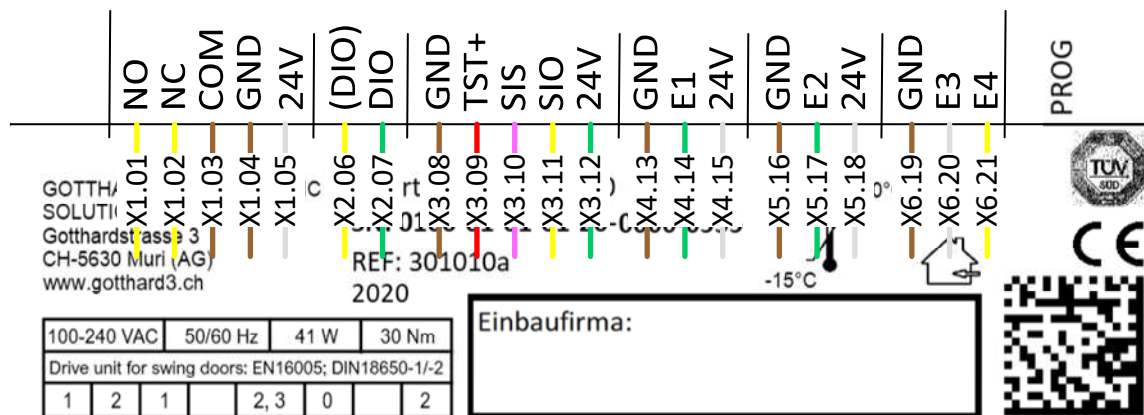 NO NC COM GND 24V (DIO) DIO GND TST+ SIS SIO 24V GND E1 24V GND E2 24V GND E3 E4 PROG
X1.01 X1.02 X1.03 X1.04 X1.05 X2.06 X2.07 X3.08 X3.09 X3.10 X3.11 X3.12 X4.13 X4.14 X4.15 X5.16 X5.17 X5.18 X6.19 X6.20 X6.21
TÜV
SÜD
Gotthardstrasse 3
CH-5630 Muri (AG)
www.gotthard3.ch
REF: 301010a
2020
-15°C
CE
100-240 VAC 50/60 Hz 41 W 30 Nm
Drive unit for swing doors: EN16005; DIN18650-1/-2
1 2 1 2, 3 0 2
Einbaufirma: